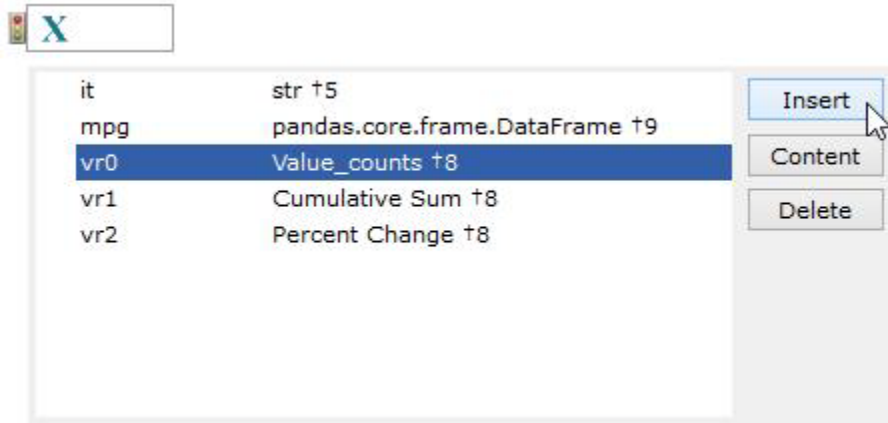 X
it str †5
mpg pandas.core.frame.DataFrame †9
vr0 Value_counts †8
vr1 Cumulative Sum †8
vr2 Percent Change †8
Insert
Content
Delete